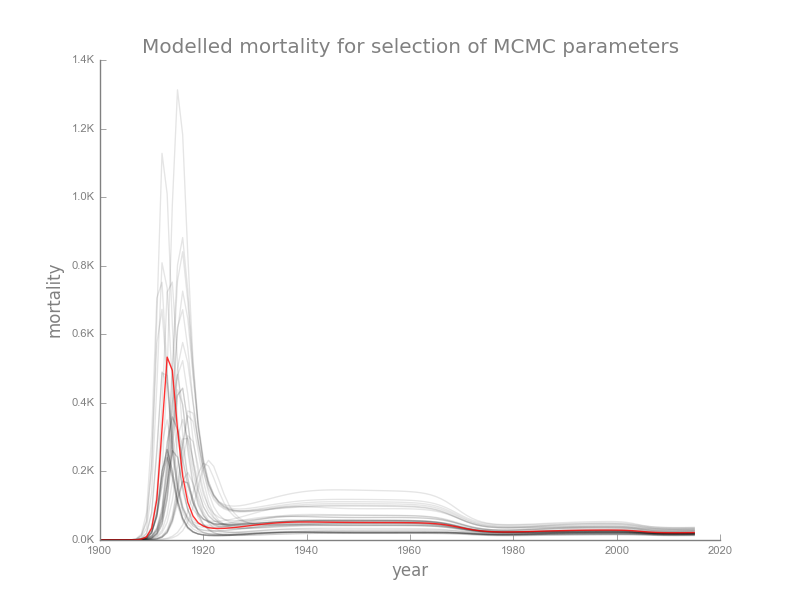 Modelled mortality for selection of MCMC parameters
1.4K
1.2K
1.0K
0.8K
0.6K
0.4K
0.2K
0.0K
mortality
1900
1920
1940
1960
1980
2000
2020
year